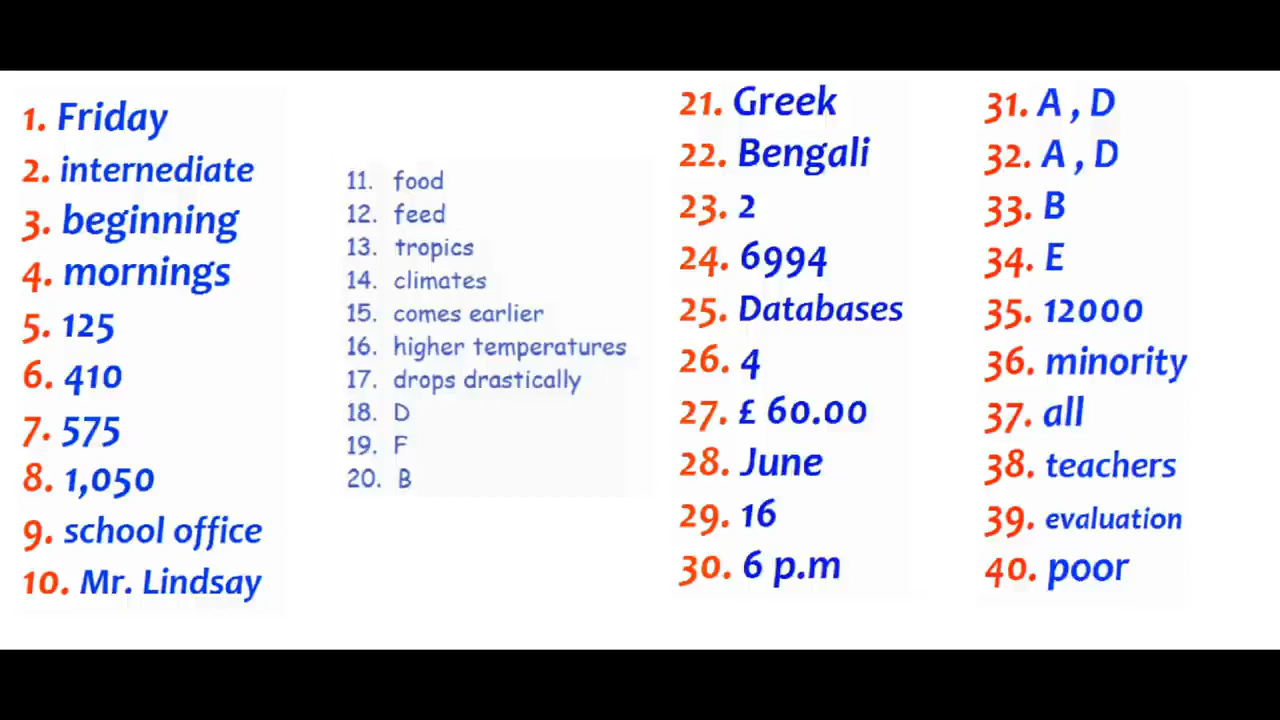 1. Friday
2. internediate
3. beginning
4. mornings
5. 125
6. 410
7. 575
8. 1,050
9. school office
10. Mr. Lindsay
11. food
12. feed
13. tropics
14. climates
15. comes earlier
16. higher temperatures
17. drops drastically
18. D
19. F
20. B
21. Greek
22. Bengali
23. 2
24. 6994
25. Databases
26. 4
27. £ 60.00
28. June
29. 16
30. 6 p.m
31. A , D
32. A , D
33. B
34. E
35. 12000
36. minority
37. all
38. teachers
39. evaluation
40. poor